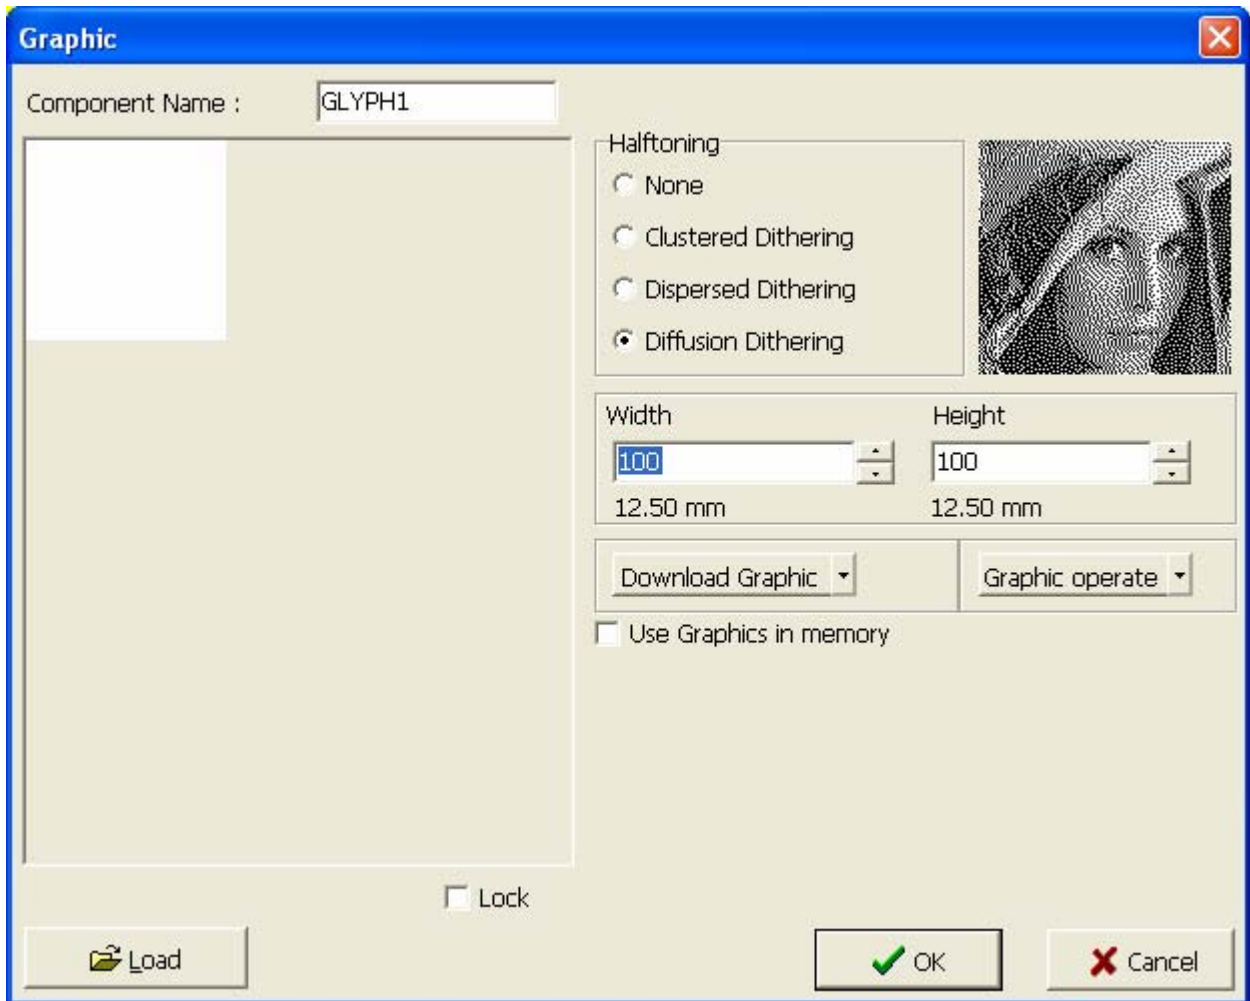 Graphic
Component Name :
GLYPH1
Halftoning
None
Clustered Dithering
Dispersed Dithering
Diffusion Dithering
Width
Height
100
100
12.50 mm
12.50 mm
Download Graphic
Graphic operate
Use Graphics in memory
Lock
Load
OK
Cancel